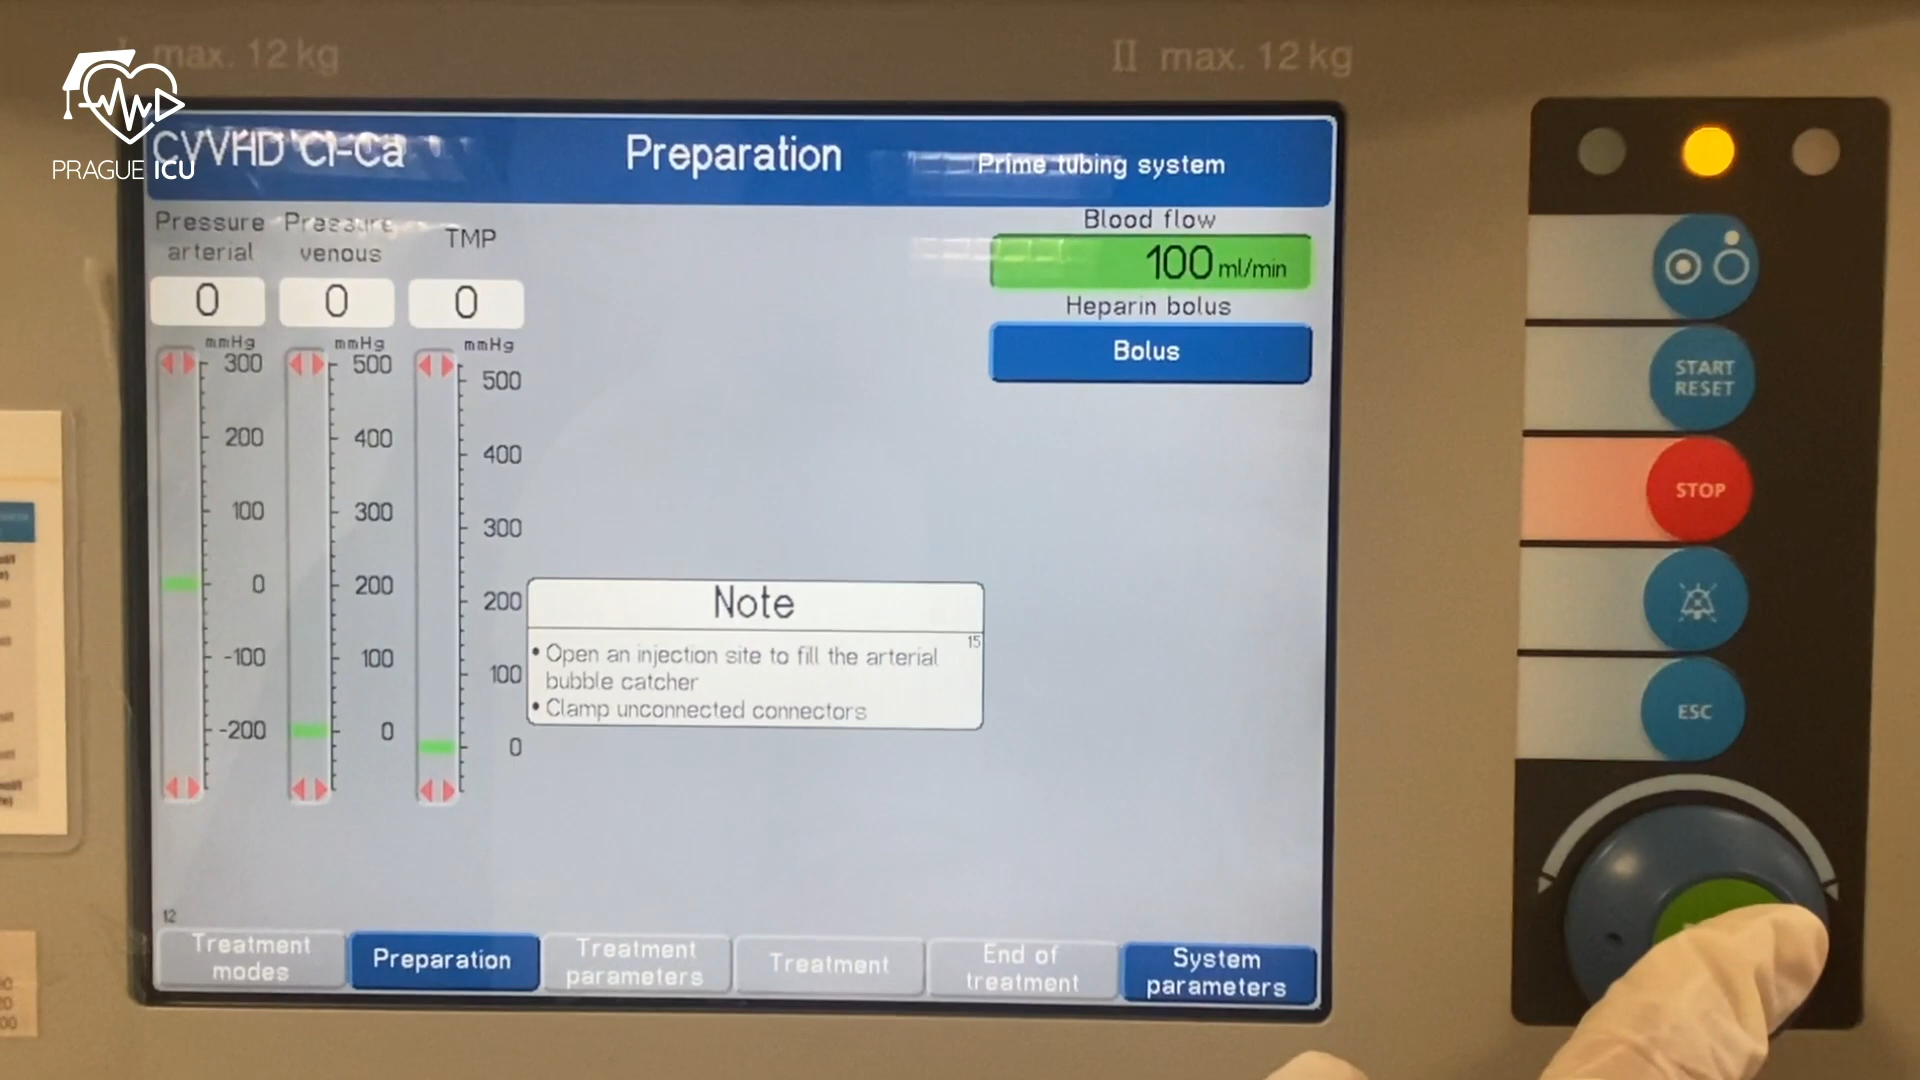 I max. 12 kg
II max. 12 kg
PRAGUE ICU
CVVHD Ci-Ca
Preparation
Prime tubing system
Pressure arterial
Pressure venous
TMP
0
0
0
mmHg
mmHg
mmHg
300
200
100
0
-100
-200
500
400
300
200
100
0
500
400
300
200
100
0
Blood flow
100 ml/min
Heparin bolus
Bolus
Note
15
• Open an injection site to fill the arterial
bubble catcher
• Clamp unconnected connectors
12
Treatment
modes
Preparation
Treatment
parameters
Treatment
End of
treatment
System
parameters
START
RESET
STOP
ESC